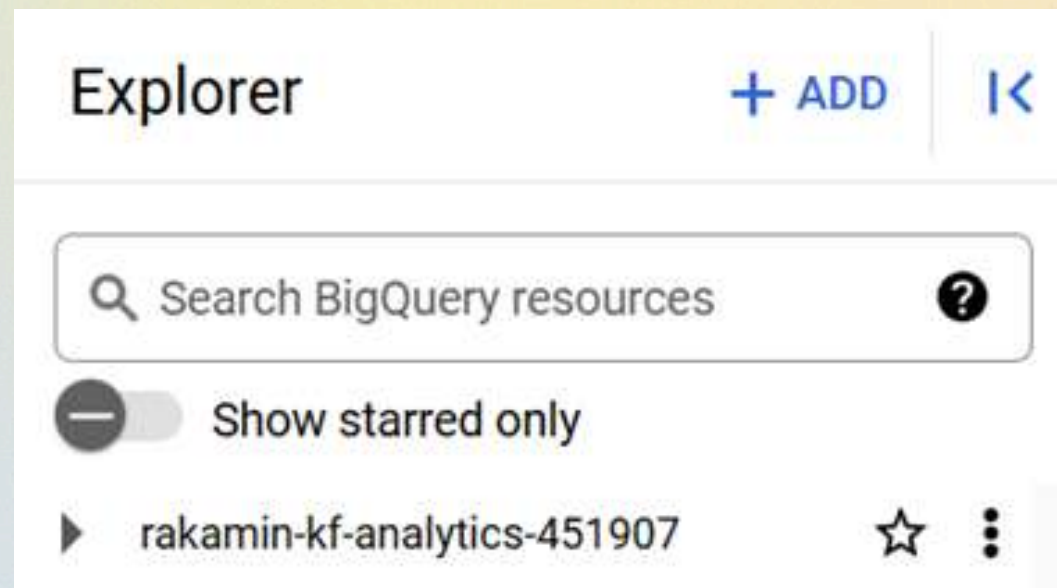 Explorer + ADD
Search BigQuery resources
Show starred only
rakamin-kf-analytics-451907